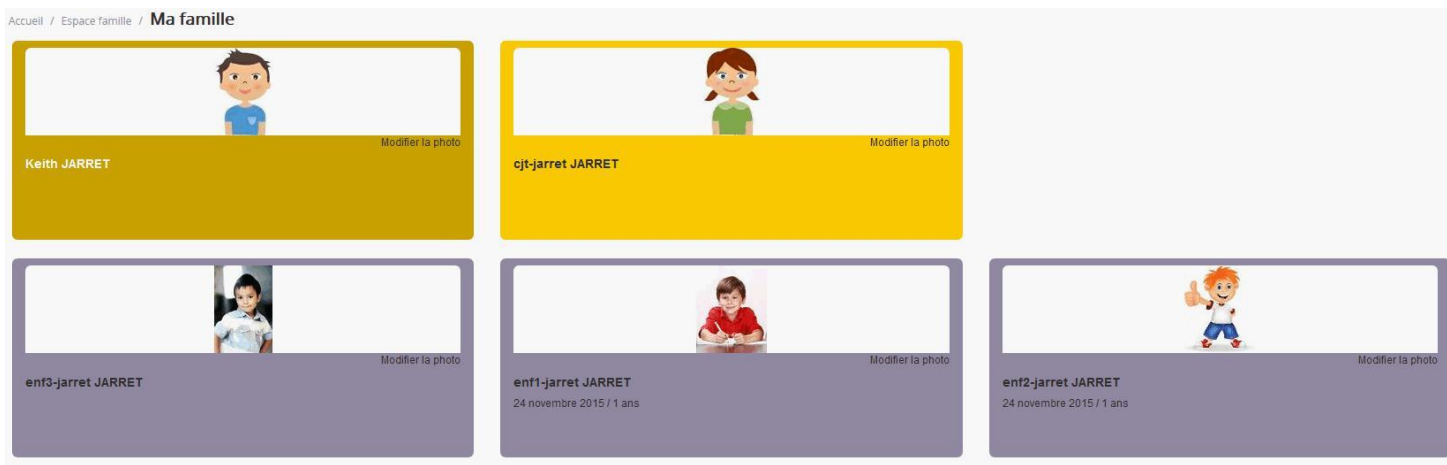 Accueil / Espace famille / Ma famille
Modifier la photo
Keith JARRET
Modifier la photo
cjt-jarret JARRET
Modifier la photo
enf3-jarret JARRET
Modifier la photo
enf1-jarret JARRET
24 novembre 2015 / 1 ans
Modifier la photo
enf2-jarret JARRET
24 novembre 2015 / 1 ans